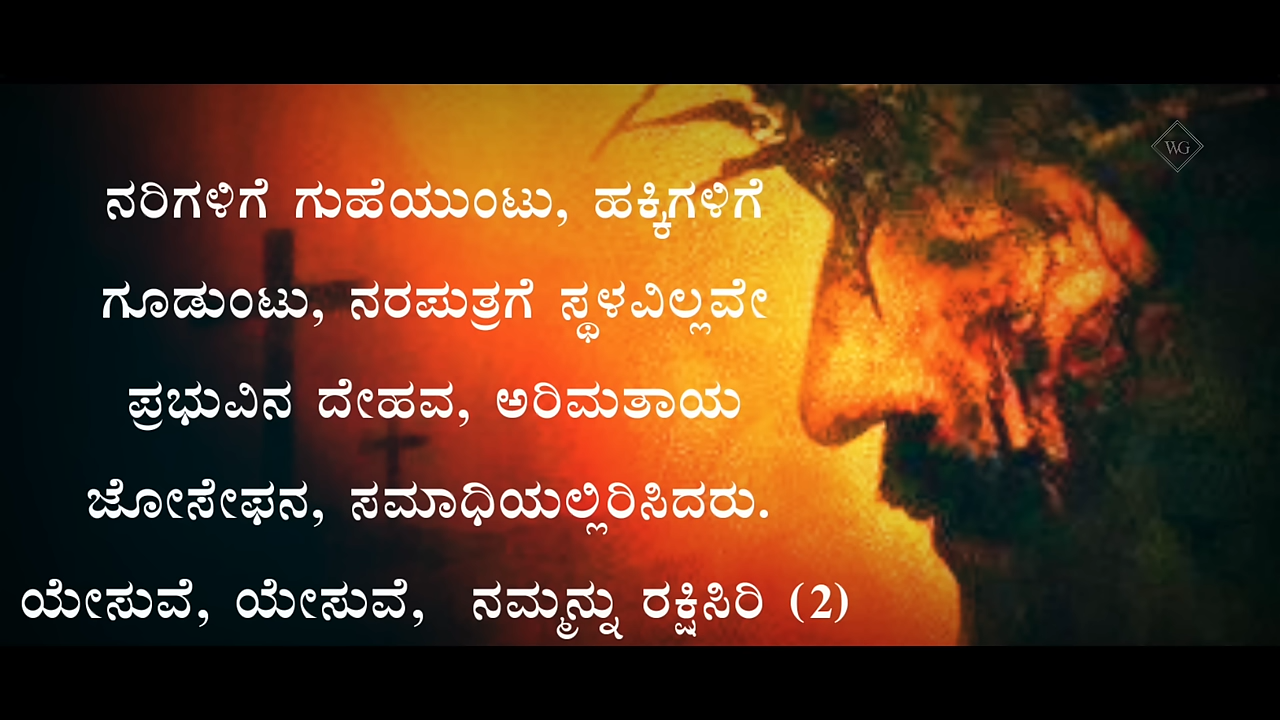 ನರಿಗಳಿಗೆ ಗುಹೆಯುಂಟು, ಹಕ್ಕಿಗಳಿಗೆ
ಗೂಡುಂಟು, ನರಪುತ್ರಗೆ ಸ್ಥಳವಿಲ್ಲವೇ
ಪ್ರಭುವಿನ ದೇಹವ, ಅರಿಮತಾಯ
ಜೋಸೇಫನ, ಸಮಾಧಿಯಲ್ಲಿರಿಸಿದರು.
ಯೇಸುವೆ, ಯೇಸುವೆ, ನಮ್ಮನ್ನು ರಕ್ಷಿಸಿರಿ (2)
WG